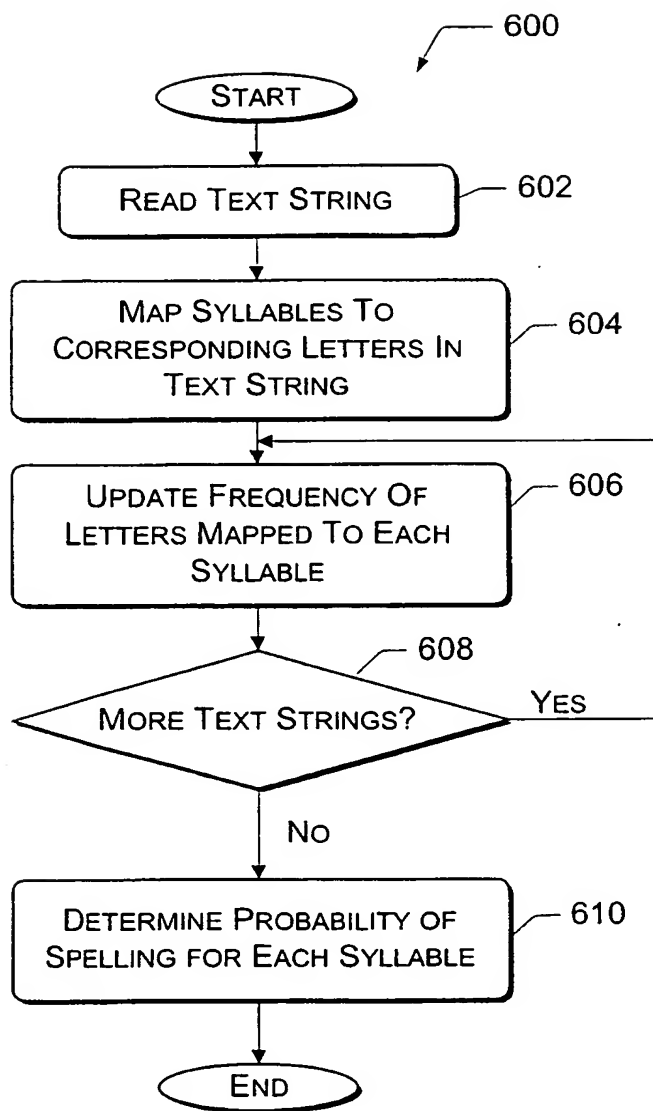 600
START
READ TEXT STRING
602
MAP SYLLABLES TO
CORRESPONDING LETTERS IN
TEXT STRING
604
UPDATE FREQUENCY OF
LETTERS MAPPED TO EACH
SYLLABLE
606
608
MORE TEXT STRINGS?
YES
NO
DETERMINE PROBABILITY OF
SPELLING FOR EACH SYLLABLE
610
END